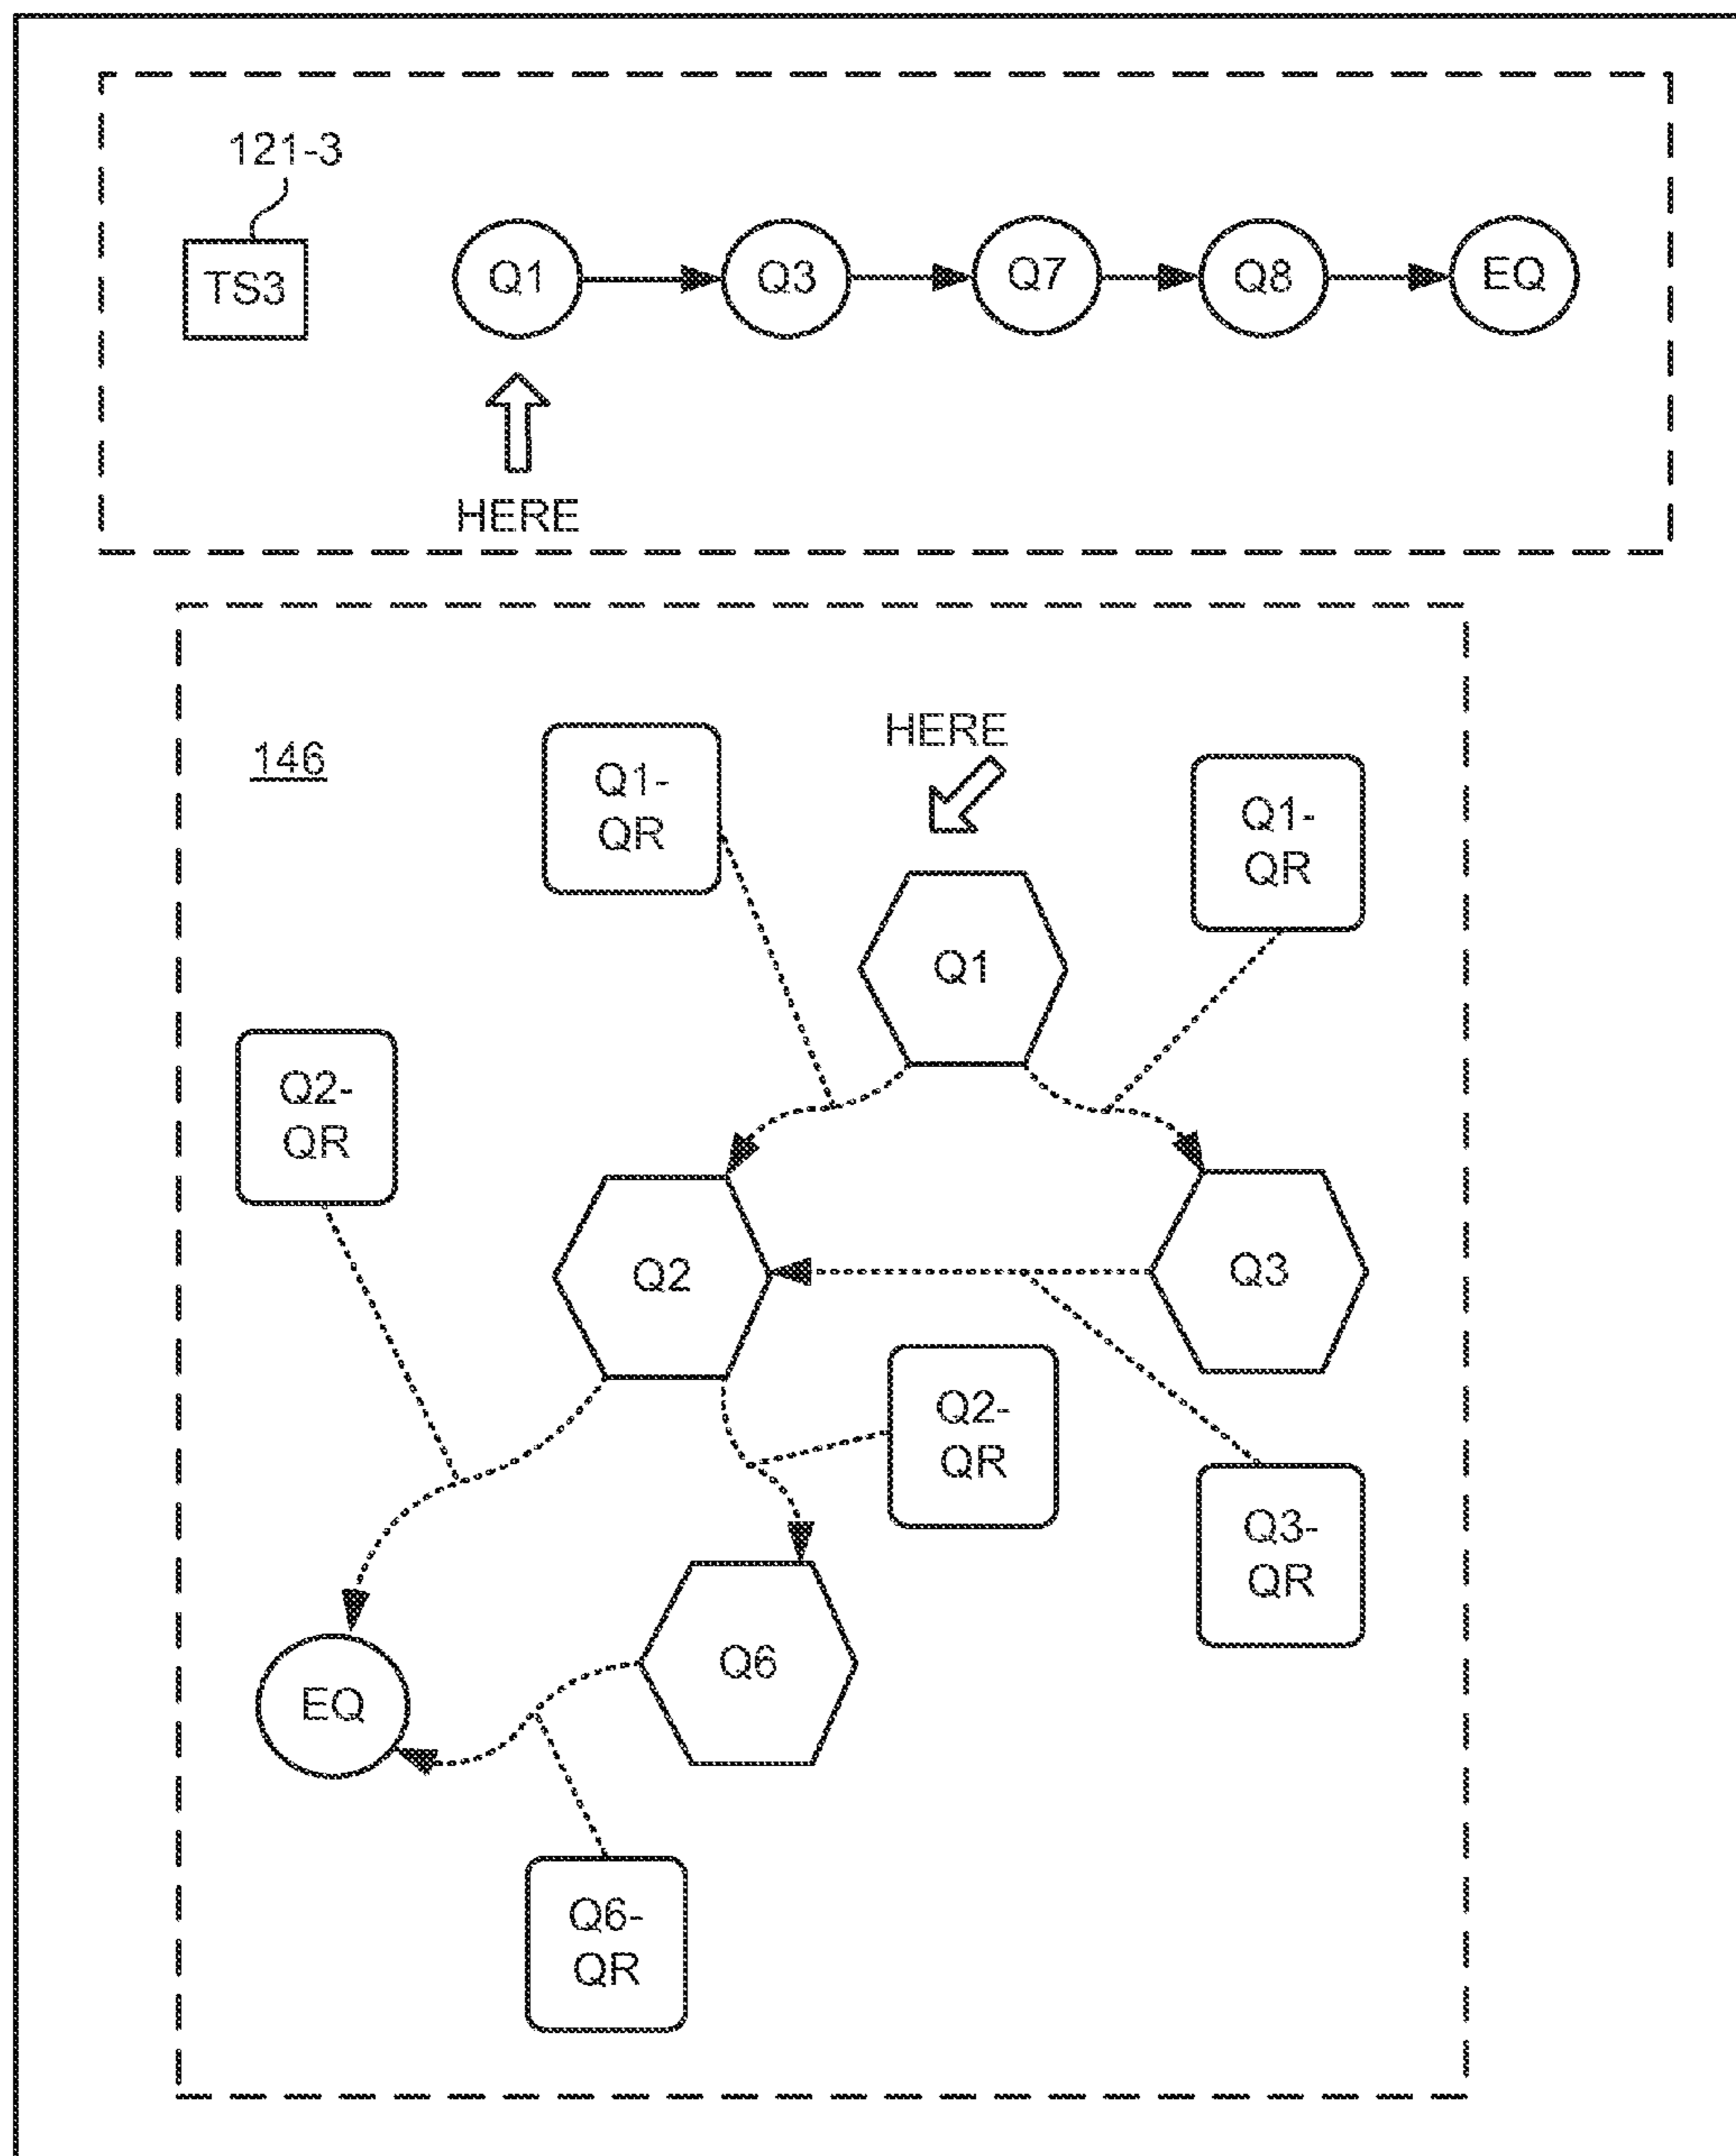 121-3
TS3
Q1
Q3
Q7
Q8
EQ
HERE
146
HERE
Q1-
QR
Q1-
QR
Q1
Q2-
QR
Q2
Q3
Q2-
QR
Q3-
QR
Q6
EQ
Q6-
QR